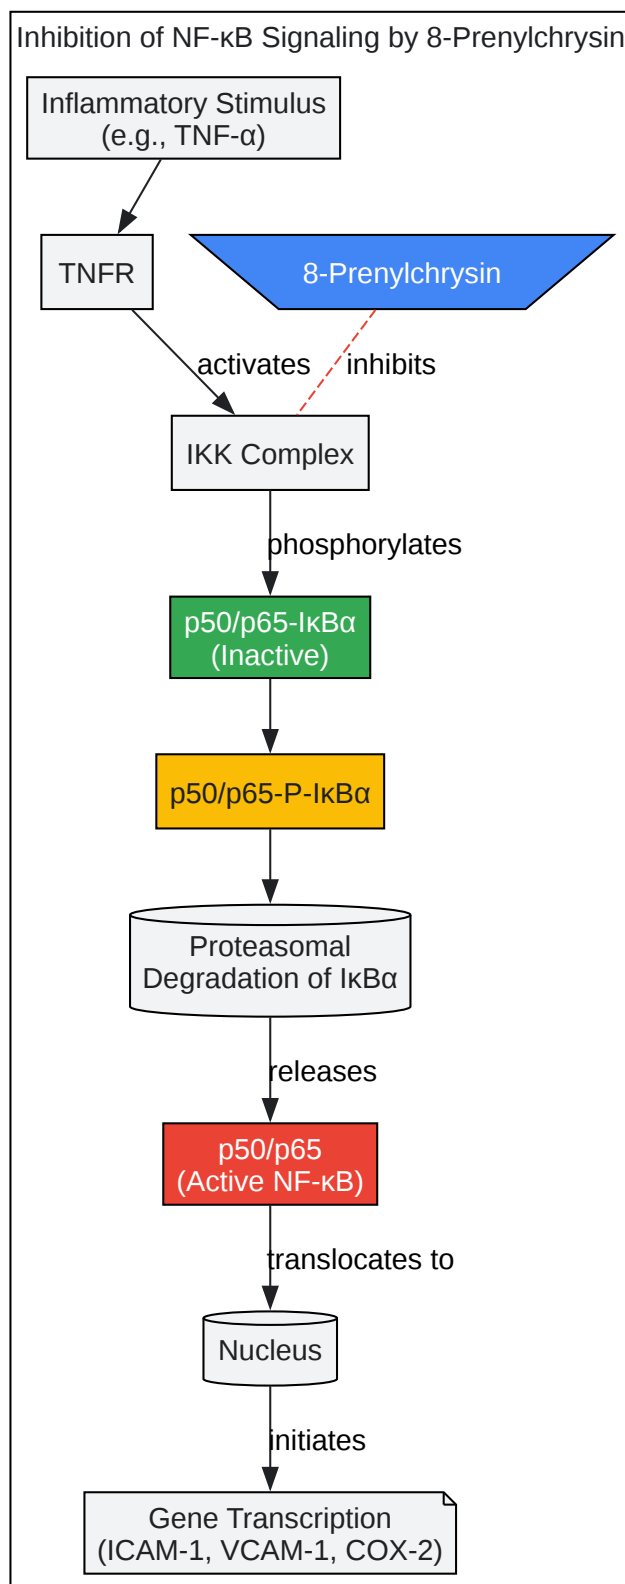 Inhibition of NF-κB Signaling by 8-Prenylchrysin
Inflammatory Stimulus
(e.g., TNF-α)
TNFR
8-Prenylchrysin
activates
inhibits
IKK Complex
phosphorylates
p50/p65-IκBα
(Inactive)
p50/p65-P-IκBα
Proteasomal
Degradation of IκBα
releases
p50/p65
(Active NF-κB)
translocates to
Nucleus
initiates
Gene Transcription
(ICAM-1, VCAM-1, COX-2)